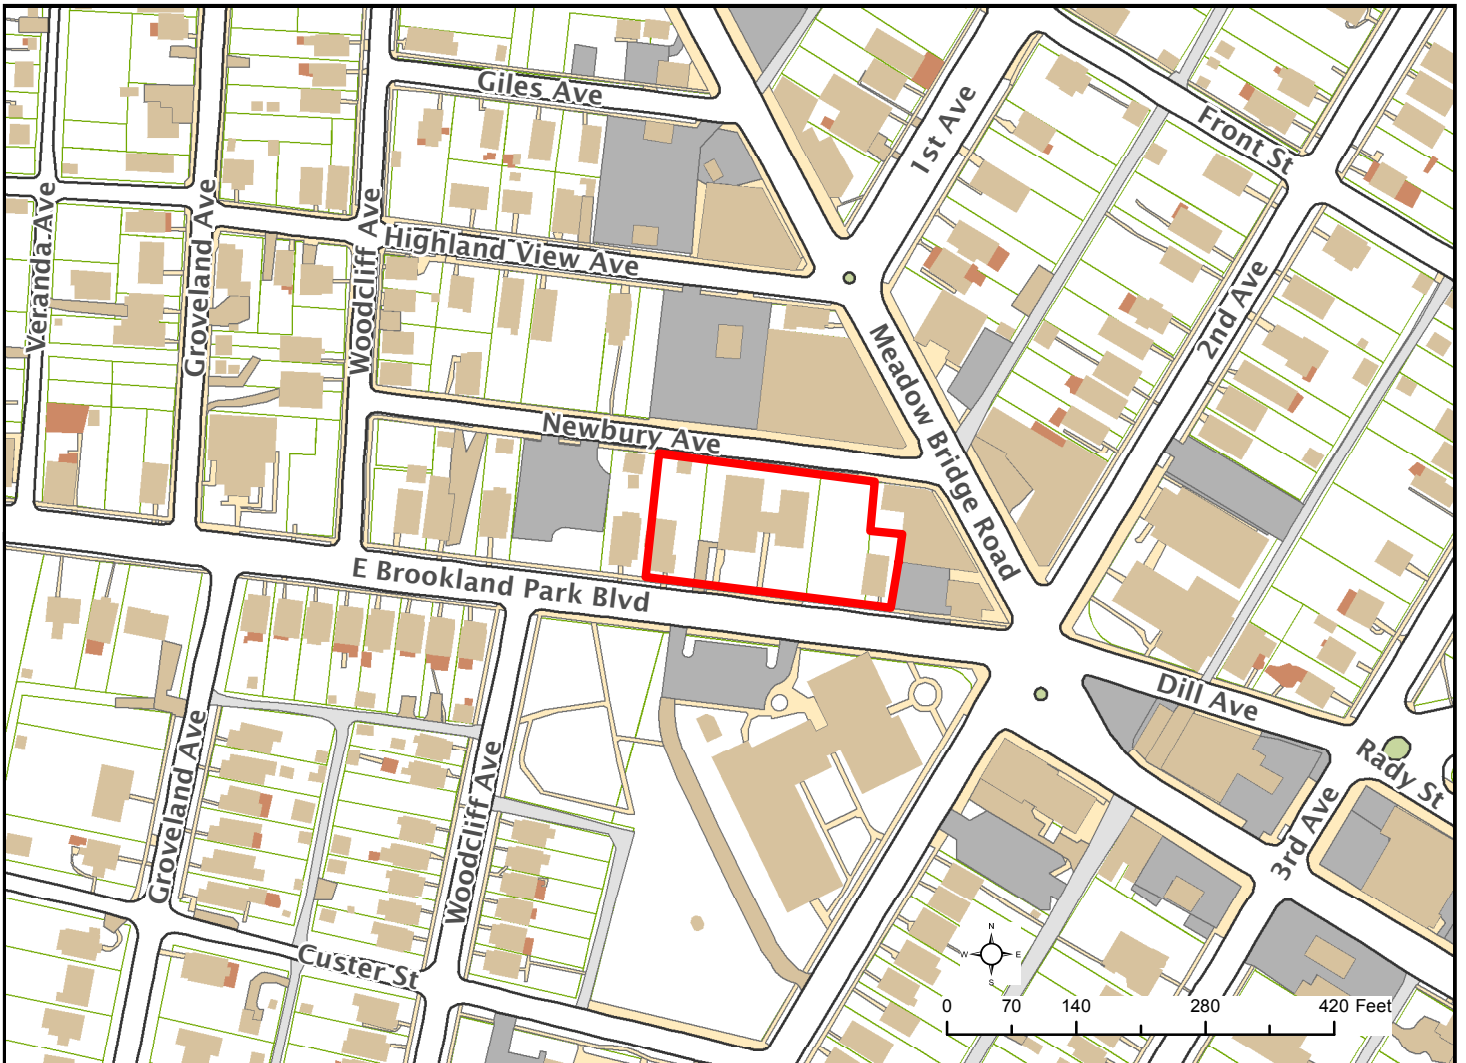 Giles Ave
1st Ave
Front St
Veranda Ave
Groveland Ave
Woodcliff Ave
Highland View Ave
2nd Ave
Meadow Bridge Road
Newbury Ave
E Brookland Park Blvd
Dill Ave
Rady St
3rd Ave
Groveland Ave
Woodcliff Ave
Custer St
N
W E
S
0 70 140 280 420 Feet